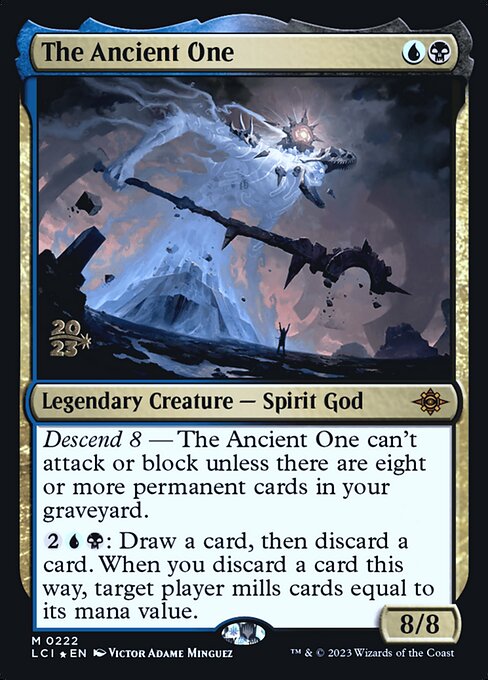 The Ancient One
20
23
Legendary Creature — Spirit God
Descend 8 — The Ancient One can't
attack or block unless there are eight
or more permanent cards in your
graveyard.
2 : Draw a card, then discard a
card. When you discard a card this
way, target player mills cards equal to
its mana value.
8/8
M 0222
LCI ★ EN Victor Adame Minguez
™ & © 2023 Wizards of the Coast